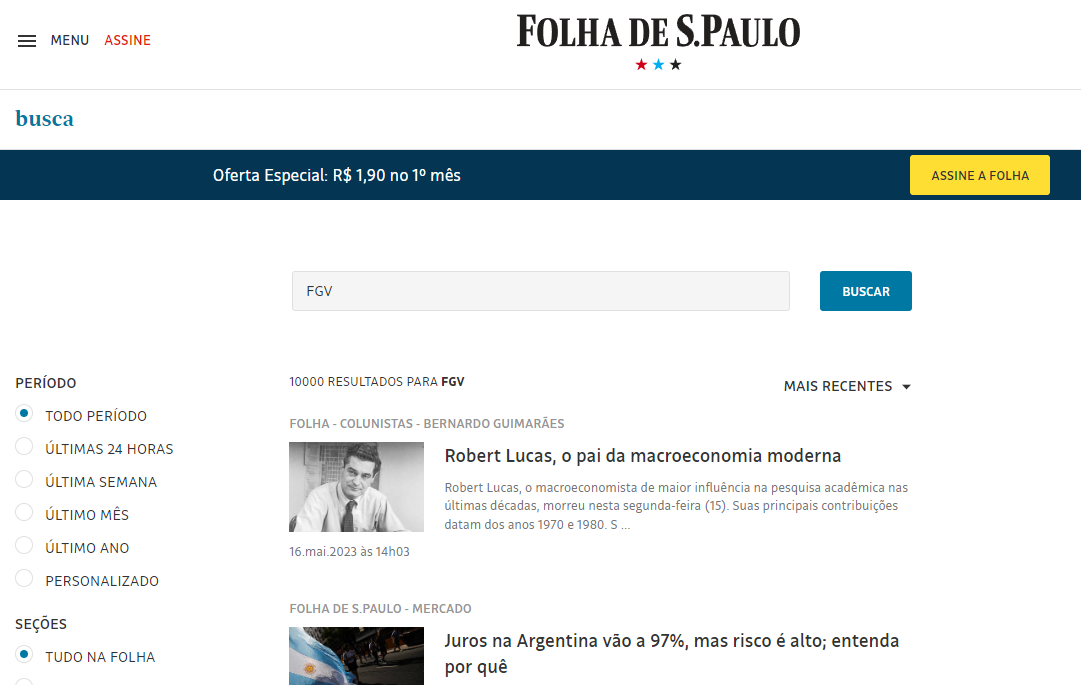 MENU ASSINE
FOLHA DE S.PAULO
busca
Oferta Especial: R$ 1,90 no 1º mês
ASSINE A FOLHA
FGV
BUSCAR
PERÍODO
TODO PERÍODO
ÚLTIMAS 24 HORAS
ÚLTIMA SEMANA
ÚLTIMO MÊS
ÚLTIMO ANO
PERSONALIZADO
SEÇÕES
TUDO NA FOLHA
10000 RESULTADOS PARA FGV
MAIS RECENTES
FOLHA - COLUNISTAS - BERNARDO GUIMARÃES
Robert Lucas, o pai da macroeconomia moderna
Robert Lucas, o macroeconomista de maior influência na pesquisa acadêmica nas
últimas décadas, morreu nesta segunda-feira (15). Suas principais contribuições
datam dos anos 1970 e 1980. S ...
16.mai.2023 às 14h03
FOLHA DE S.PAULO - MERCADO
Juros na Argentina vão a 97%, mas risco é alto; entenda
por quê